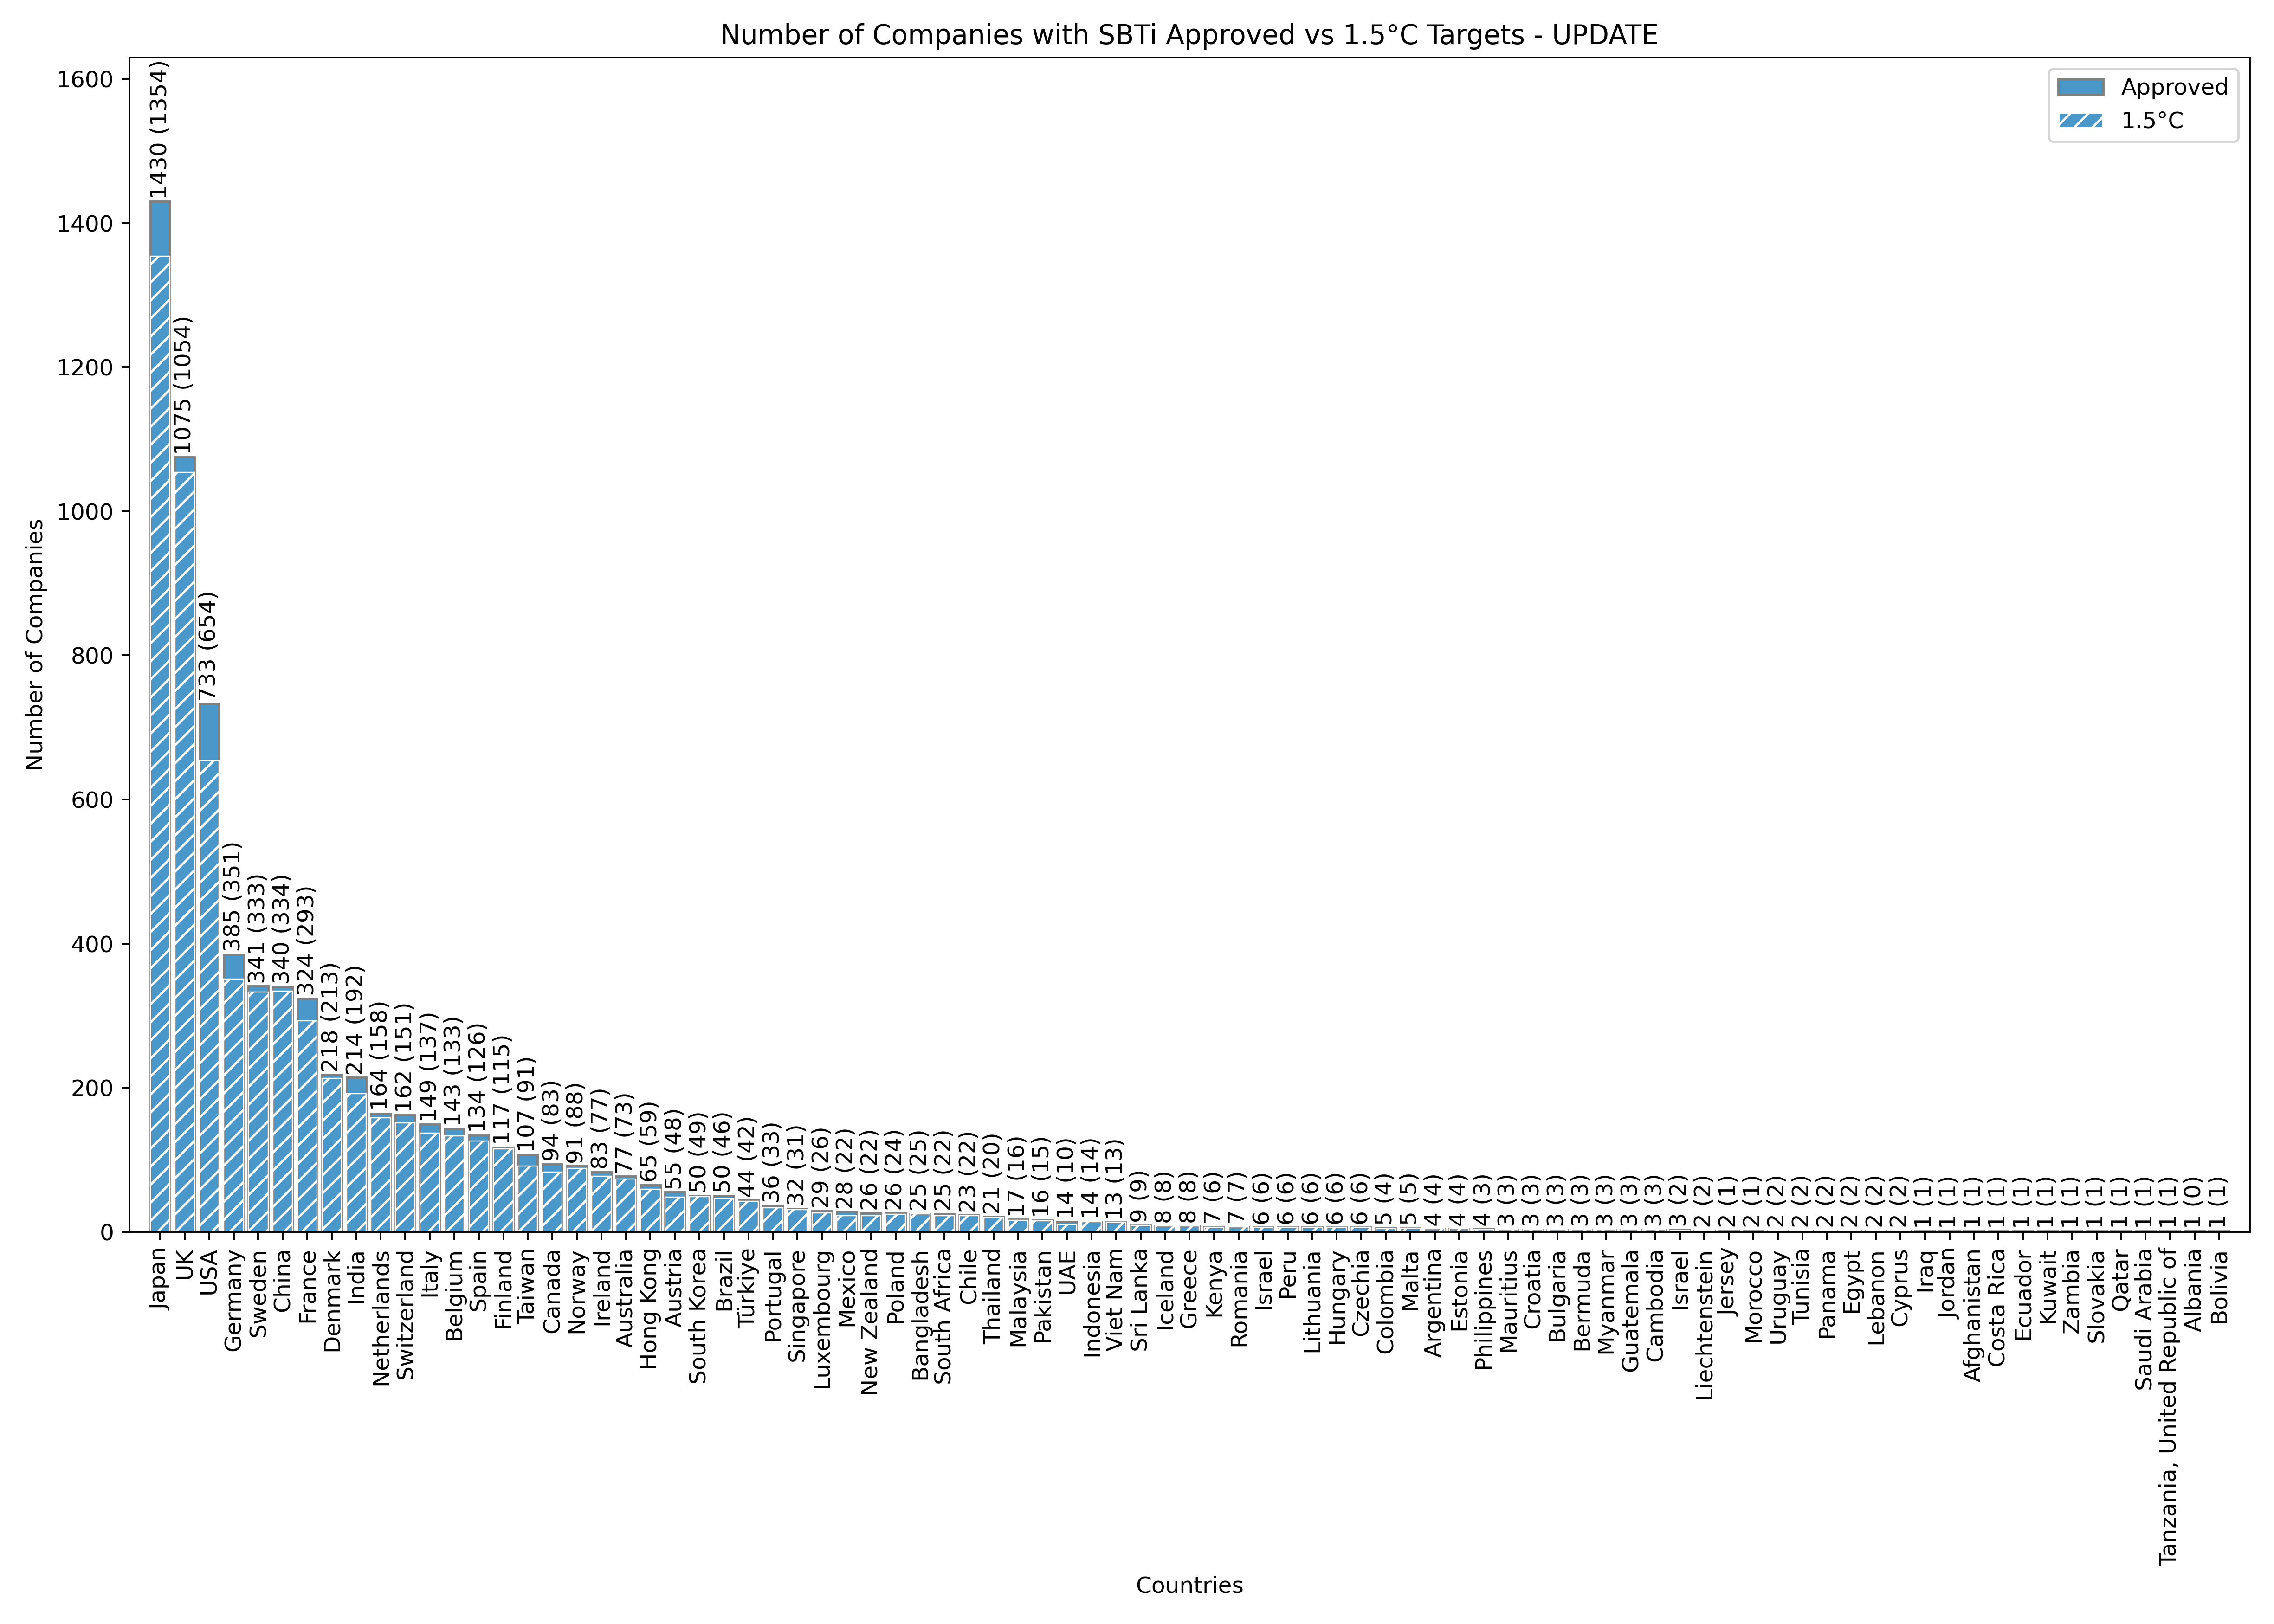 Number of Companies with SBTi Approved vs 1.5°C Targets - UPDATE
Approved
1.5°C
Number of Companies
1600
1400
1200
1000
800
600
400
200
0
1430 (1354)
1075 (1054)
733 (654)
385 (351)
341 (333)
340 (334)
324 (293)
218 (213)
214 (192)
164 (158)
162 (151)
149 (137)
143 (133)
134 (126)
117 (115)
107 (91)
94 (83)
91 (88)
83 (77)
77 (73)
65 (59)
55 (48)
50 (49)
50 (46)
44 (42)
36 (33)
32 (31)
29 (26)
28 (22)
26 (22)
26 (24)
25 (25)
25 (22)
23 (22)
21 (20)
17 (16)
16 (15)
14 (10)
14 (14)
13 (13)
9 (9)
8 (8)
8 (8)
7 (6)
7 (7)
6 (6)
6 (6)
6 (6)
6 (6)
6 (6)
5 (4)
5 (5)
4 (4)
4 (4)
4 (3)
3 (3)
3 (3)
3 (3)
3 (3)
3 (3)
3 (3)
3 (3)
3 (2)
2 (2)
2 (1)
2 (1)
2 (2)
2 (2)
2 (2)
2 (2)
2 (2)
2 (2)
1 (1)
1 (1)
1 (1)
1 (1)
1 (1)
1 (1)
1 (1)
1 (1)
1 (1)
1 (1)
1 (1)
1 (0)
1 (1)
Japan
UK
USA
Germany
Sweden
China
France
Denmark
India
Netherlands
Switzerland
Italy
Belgium
Spain
Finland
Taiwan
Canada
Norway
Ireland
Australia
Hong Kong
Austria
South Korea
Brazil
Türkiye
Portugal
Singapore
Luxembourg
Mexico
New Zealand
Poland
Bangladesh
South Africa
Chile
Thailand
Malaysia
Pakistan
UAE
Indonesia
Viet Nam
Sri Lanka
Iceland
Greece
Kenya
Romania
Israel
Peru
Lithuania
Hungary
Czechia
Colombia
Malta
Argentina
Estonia
Philippines
Mauritius
Croatia
Bulgaria
Bermuda
Myanmar
Guatemala
Cambodia
Israel
Liechtenstein
Jersey
Morocco
Uruguay
Tunisia
Panama
Egypt
Lebanon
Cyprus
Iraq
Jordan
Afghanistan
Costa Rica
Ecuador
Kuwait
Zambia
Slovakia
Qatar
Saudi Arabia
Tanzania, United Republic of
Albania
Bolivia
Countries